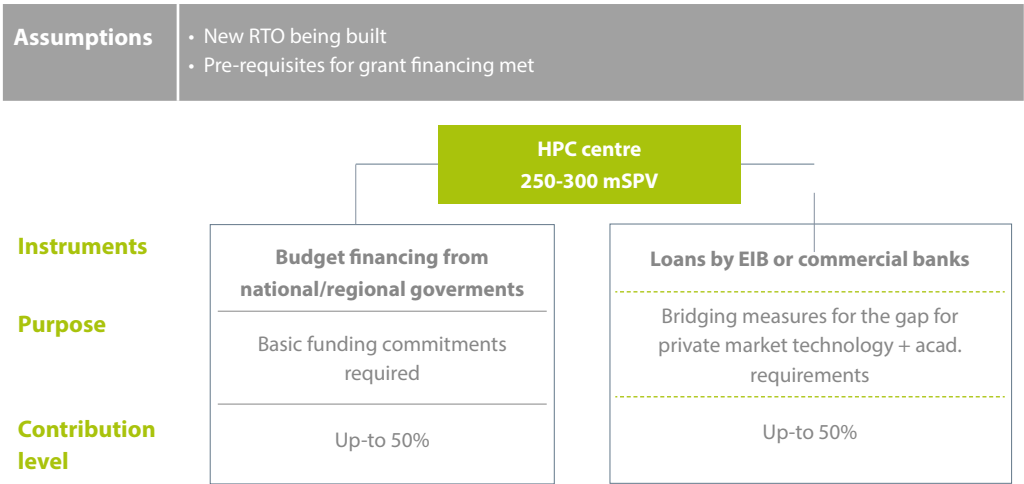 Assumptions
• New RTO being built
• Pre-requisites for grant financing met
HPC centre
250-300 mSPV
Instruments
Budget financing from
national/regional goverments
Loans by EIB or commercial banks
Purpose
Basic funding commitments
required
Bridging measures for the gap for
private market technology + acad.
requirements
Contribution
level
Up-to 50%
Up-to 50%